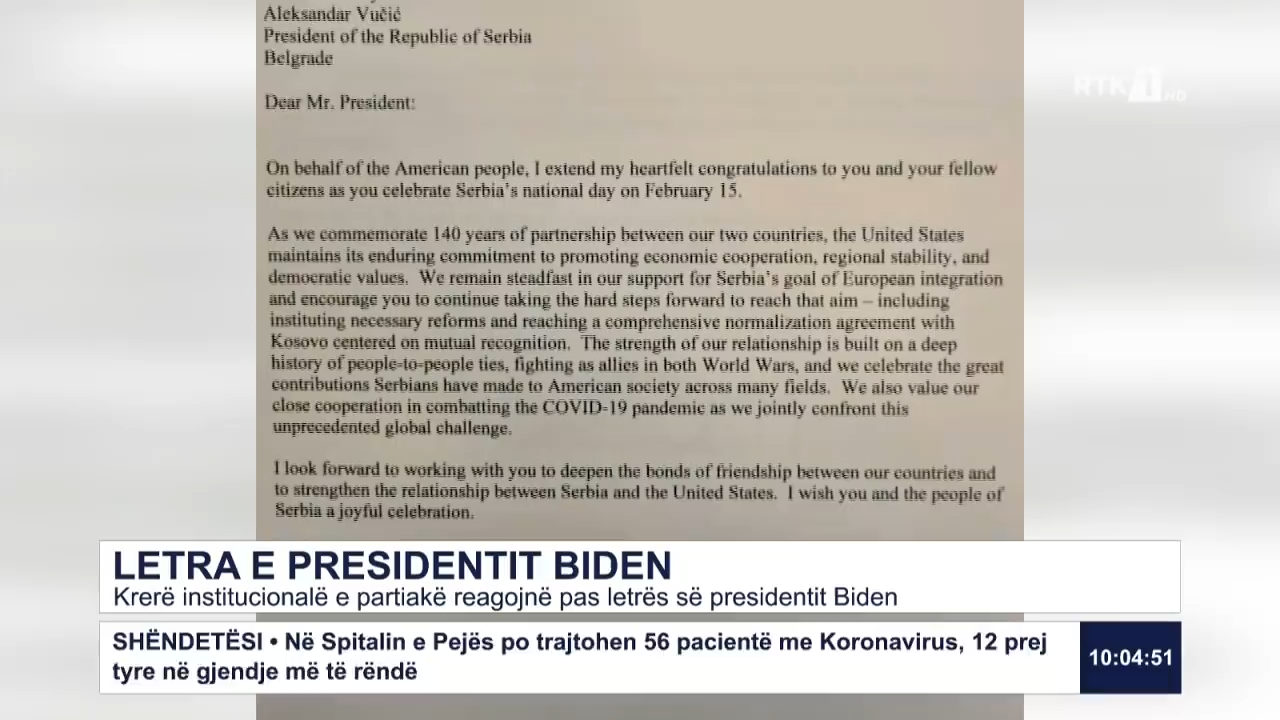 Aleksandar Vučić
President of the Republic of Serbia
Belgrade
Dear Mr. President:
On behalf of the American people, I extend my heartfelt congratulations to you and your fellow
citizens as you celebrate Serbia's national day on February 15.
As we commemorate 140 years of partnership between our two countries, the United States
maintains its enduring commitment to promoting economic cooperation, regional stability, and
democratic values. We remain steadfast in our support for Serbia's goal of European integration
and encourage you to continue taking the hard steps forward to reach that aim – including
instituting necessary reforms and reaching a comprehensive normalization agreement with
Kosovo centered on mutual recognition. The strength of our relationship is built on a deep
history of people-to-people ties, fighting as allies in both World Wars, and we celebrate the great
contributions Serbians have made to American society across many fields. We also value our
close cooperation in combatting the COVID-19 pandemic as we jointly confront this
unprecedented global challenge.
I look forward to working with you to deepen the bonds of friendship between our countries and
to strengthen the relationship between Serbia and the United States. I wish you and the people of
Serbia a joyful celebration.
RTK 1 HD
LETRA E PRESIDENTIT BIDEN
Krerë institucionalë e partiakë reagojnë pas letrës së presidentit Biden
SHËNDETËSI • Në Spitalin e Pejës po trajtohen 56 pacientë me Koronavirus, 12 prej
tyre në gjendje më të rëndë
10:04:51